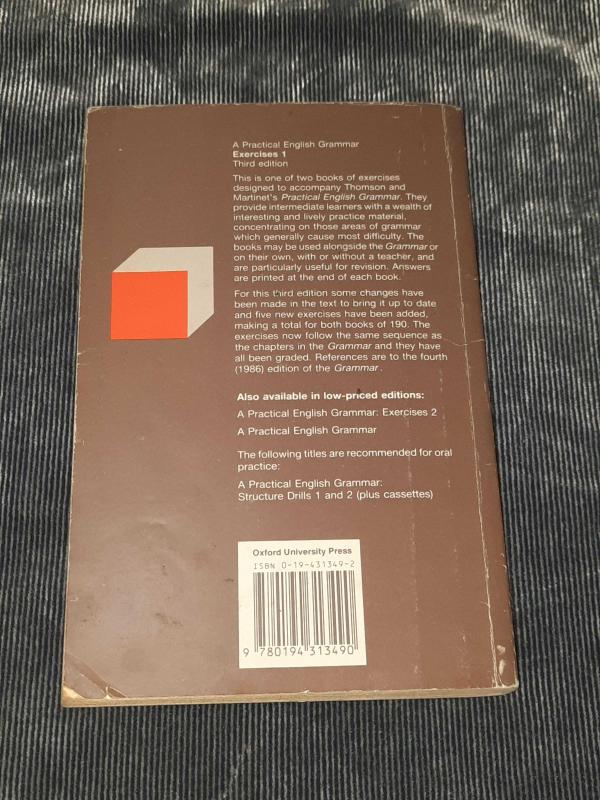 A Practical English Grammar
Exercises 1
Third edition
This is one of two books of exercises
designed to accompany Thomson and
Martinet's Practical English Grammar. They
provide intermediate learners with a wealth of
interesting and lively practice material,
concentrating on those areas of grammar
which generally cause most difficulty. The
books may be used alongside the Grammar or
on their own, with or without a teacher, and
are particularly useful for revision. Answers
are printed at the end of each book.
For this third edition some changes have
been made in the text to bring it up to date
and five new exercises have been added,
making a total for both books of 190. The
exercises now follow the same sequence as
the chapters in the Grammar and they have
all been graded. References are to the fourth
(1986) edition of the Grammar.
Also available in low-priced editions:
A Practical English Grammar: Exercises 2
A Practical English Grammar
The following titles are recommended for oral
practice:
A Practical English Grammar:
Structure Drills 1 and 2 (plus cassettes)
Oxford University Press
ISBN 0-19-431349-2
9 780194 313490